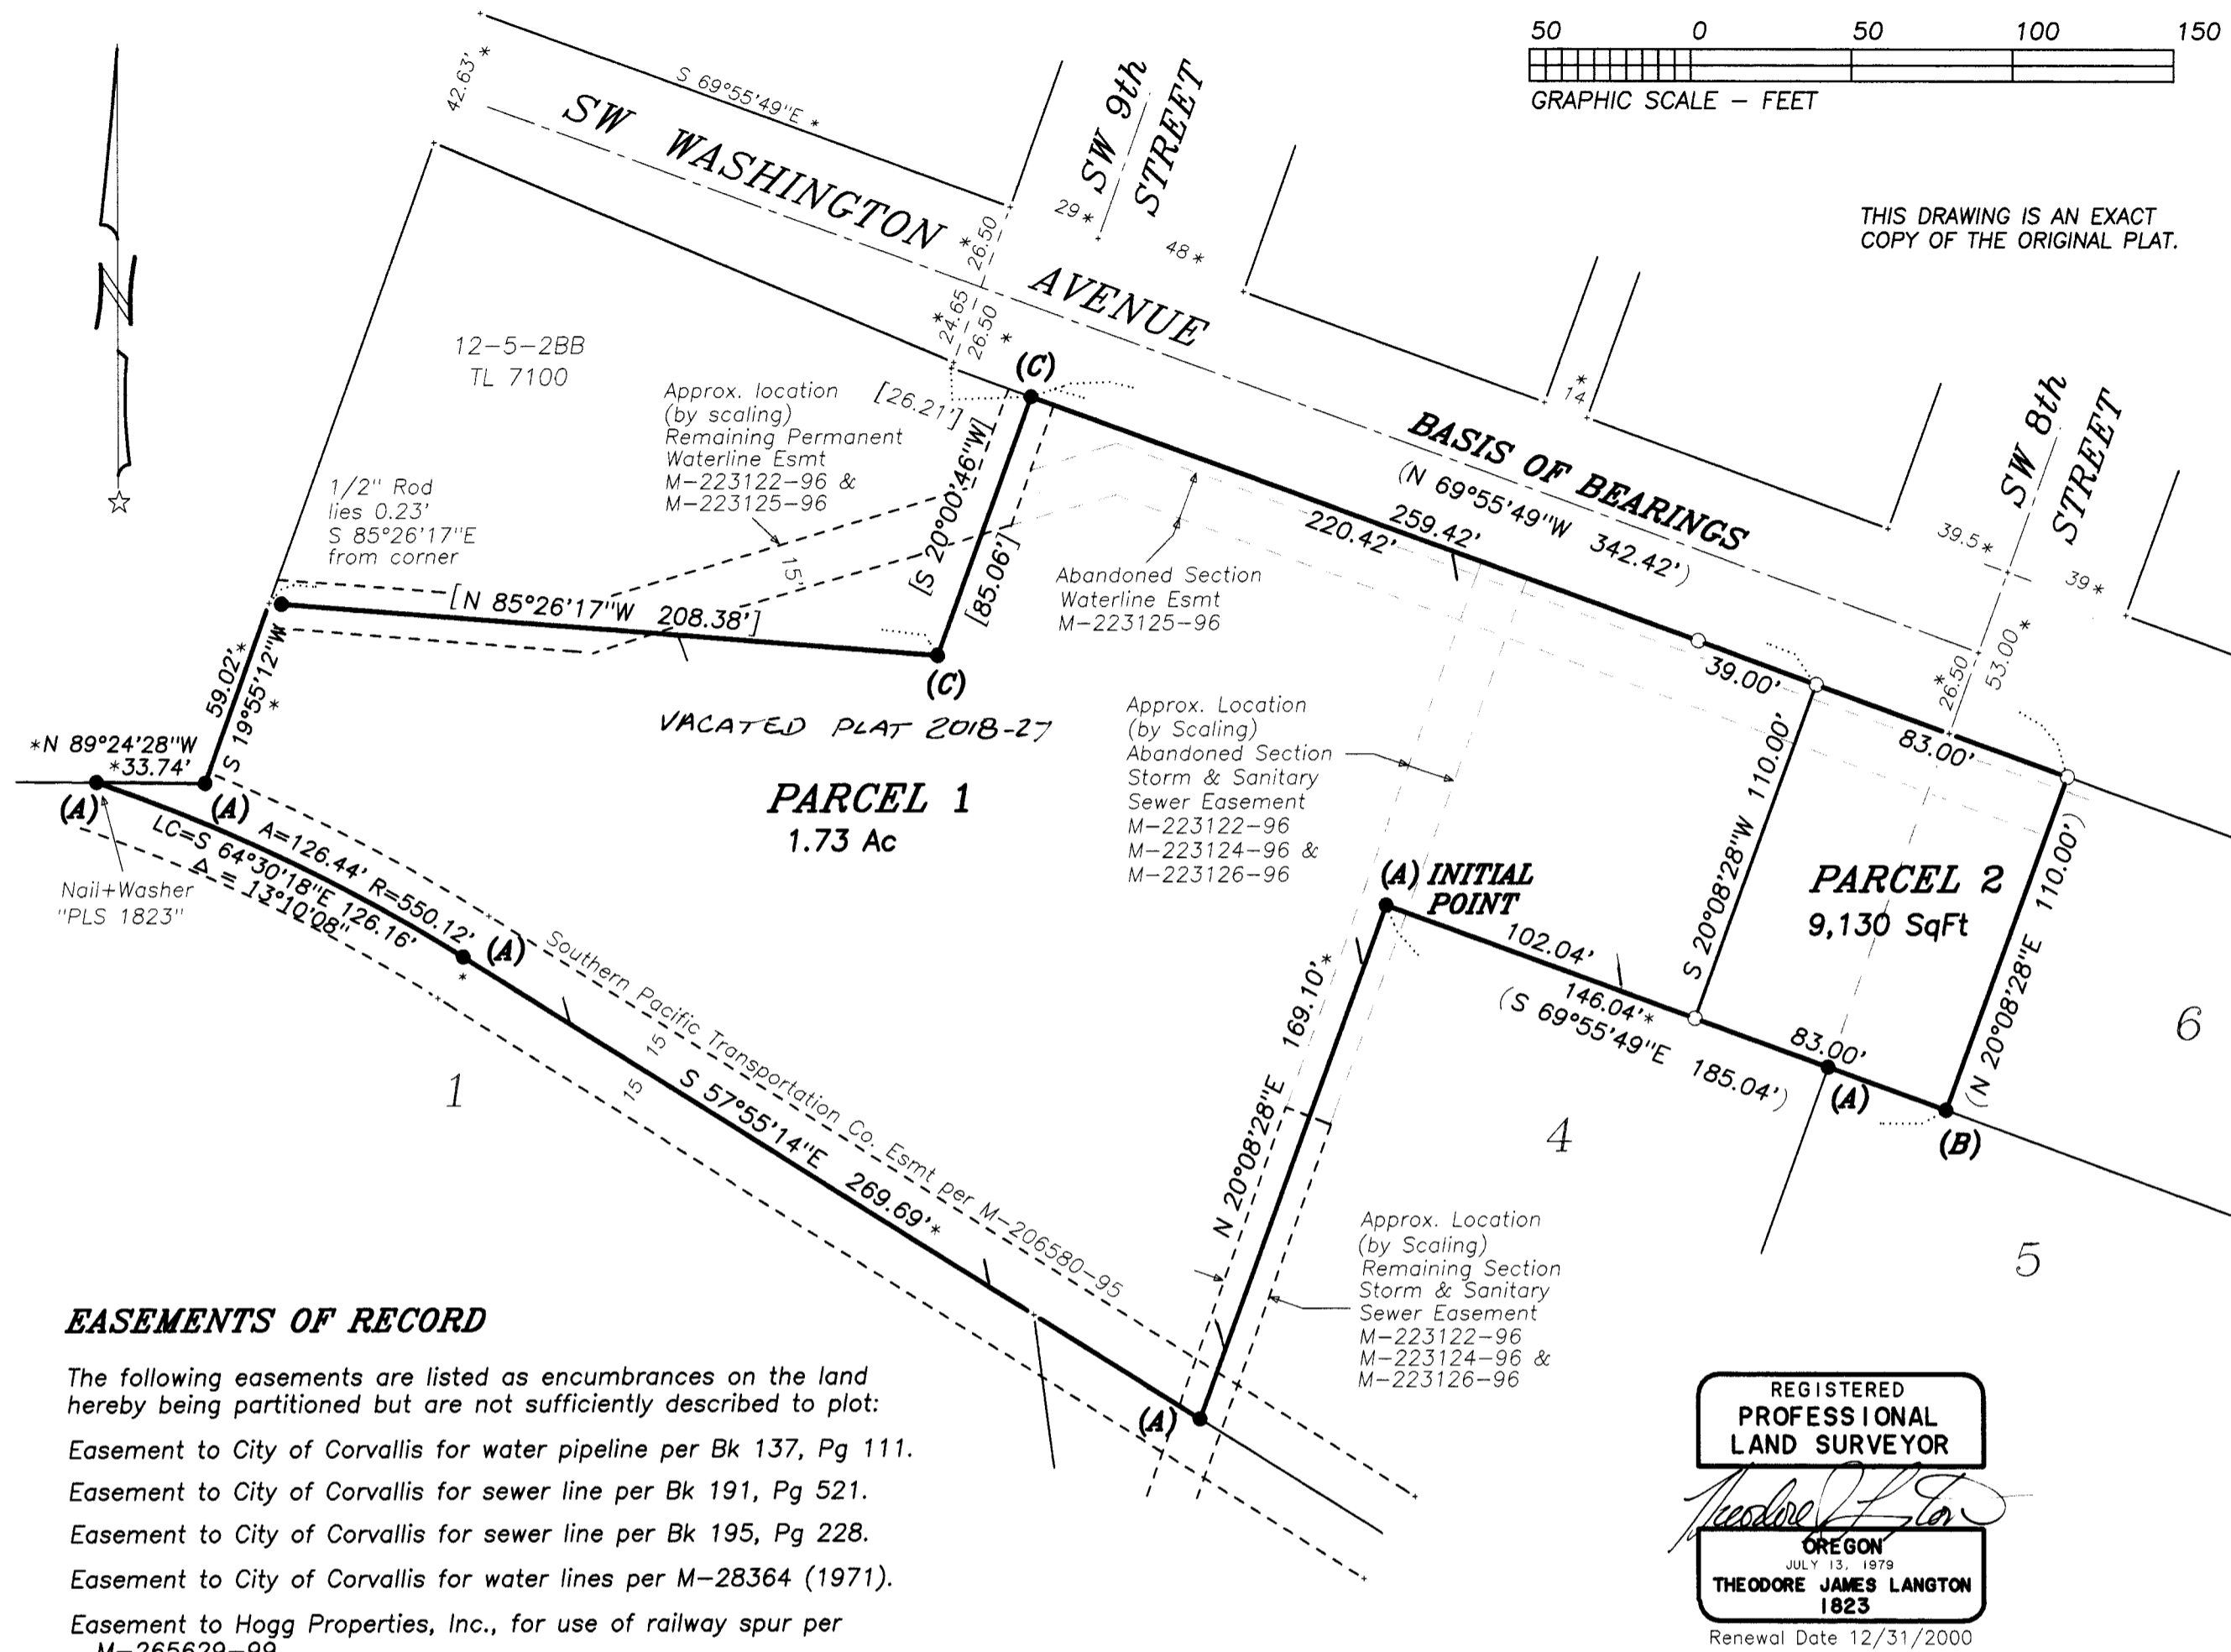 50 0 50 100 150
GRAPHIC SCALE – FEET
THIS DRAWING IS AN EXACT
COPY OF THE ORIGINAL PLAT.
42.63' *
S 69°55'49"E *
SW WASHINGTON AVENUE
SW 9th
STREET
29 *
48 *
* 26.50
* 24.65
26.50 *
N
12–5–2BB
TL 7100
Approx. location
(by scaling)
Remaining Permanent
Waterline Esmt
M–223122–96 &
M–223125–96
[26.21']
(C)
[S 20°00'46"W]
[85.06']
15'
1/2" Rod
lies 0.23'
S 85°26'17"E
from corner
[N 85°26'17"W 208.38']
(C)
VACATED PLAT 2018-27
Abandoned Section
Waterline Esmt
M–223125–96
BASIS OF BEARINGS
(N 69°55'49"W 342.42')
259.42'
220.42'
* 14
SW 8th
STREET
39.5 *
39 *
* 26.50
53.00 *
39.00'
83.00'
59.02' *
S 19°55'12"W *
*N 89°24'28"W
*33.74'
(A)
(A)
Nail+Washer
"PLS 1823"
A=126.44' R=550.12'
LC=S 64°30'18"E 126.16'
Δ = 13°10'08"
(A)
*
PARCEL 1
1.73 Ac
Approx. Location
(by Scaling)
Abandoned Section
Storm & Sanitary
Sewer Easement
M–223122–96
M–223124–96 &
M–223126–96
S 20°08'28"W 110.00'
PARCEL 2
9,130 SqFt
(N 20°08'28"E 110.00')
(A) INITIAL
POINT
102.04'
146.04'*
(S 69°55'49"E 185.04')
83.00'
(A)
(B)
6
4
5
1
N 20°08'28"E 169.10'*
Southern Pacific Transportation Co. Esmt per M–206580–95
15
15
S 57°55'14"E 269.69'*
(A)
Approx. Location
(by Scaling)
Remaining Section
Storm & Sanitary
Sewer Easement
M–223122–96
M–223124–96 &
M–223126–96
EASEMENTS OF RECORD
The following easements are listed as encumbrances on the land
hereby being partitioned but are not sufficiently described to plot:
Easement to City of Corvallis for water pipeline per Bk 137, Pg 111.
Easement to City of Corvallis for sewer line per Bk 191, Pg 521.
Easement to City of Corvallis for sewer line per Bk 195, Pg 228.
Easement to City of Corvallis for water lines per M–28364 (1971).
Easement to Hogg Properties, Inc., for use of railway spur per
M–265629–99
REGISTERED
PROFESSIONAL
LAND SURVEYOR
OREGON
JULY 13, 1979
THEODORE JAMES LANGTON
1823
Renewal Date 12/31/2000